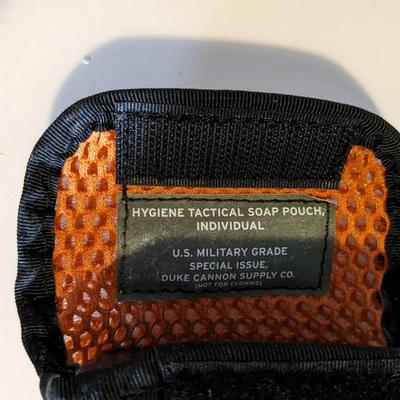 HYGIENE TACTICAL SOAP POUCH,
INDIVIDUAL
U.S. MILITARY GRADE
SPECIAL ISSUE,
DUKE CANNON SUPPLY CO.
(NOT FOR CLOWNS)